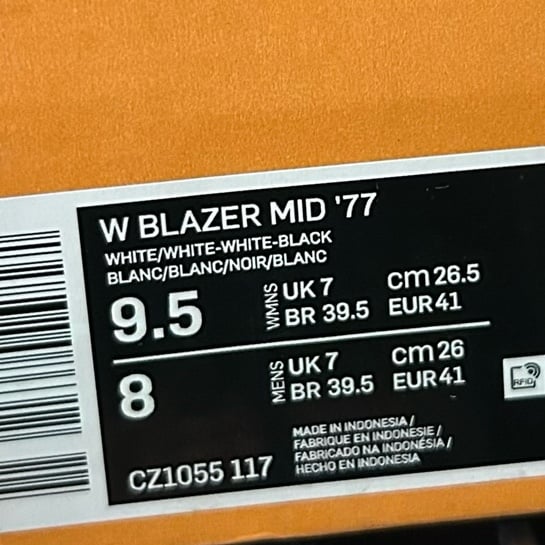 W BLAZER MID '77
WHITE/WHITE-WHITE-BLACK
BLANC/BLANC/NOIR/BLANC
9.5 WMNS UK 7 cm 26.5
BR 39.5 EUR 41
8 MENS UK 7 cm 26
BR 39.5 EUR 41
RFID
MADE IN INDONESIA /
FABRIQUE EN INDONESIE /
FABRICADO NA INDONÉSIA /
HECHO EN INDONESIA
CZ1055 117